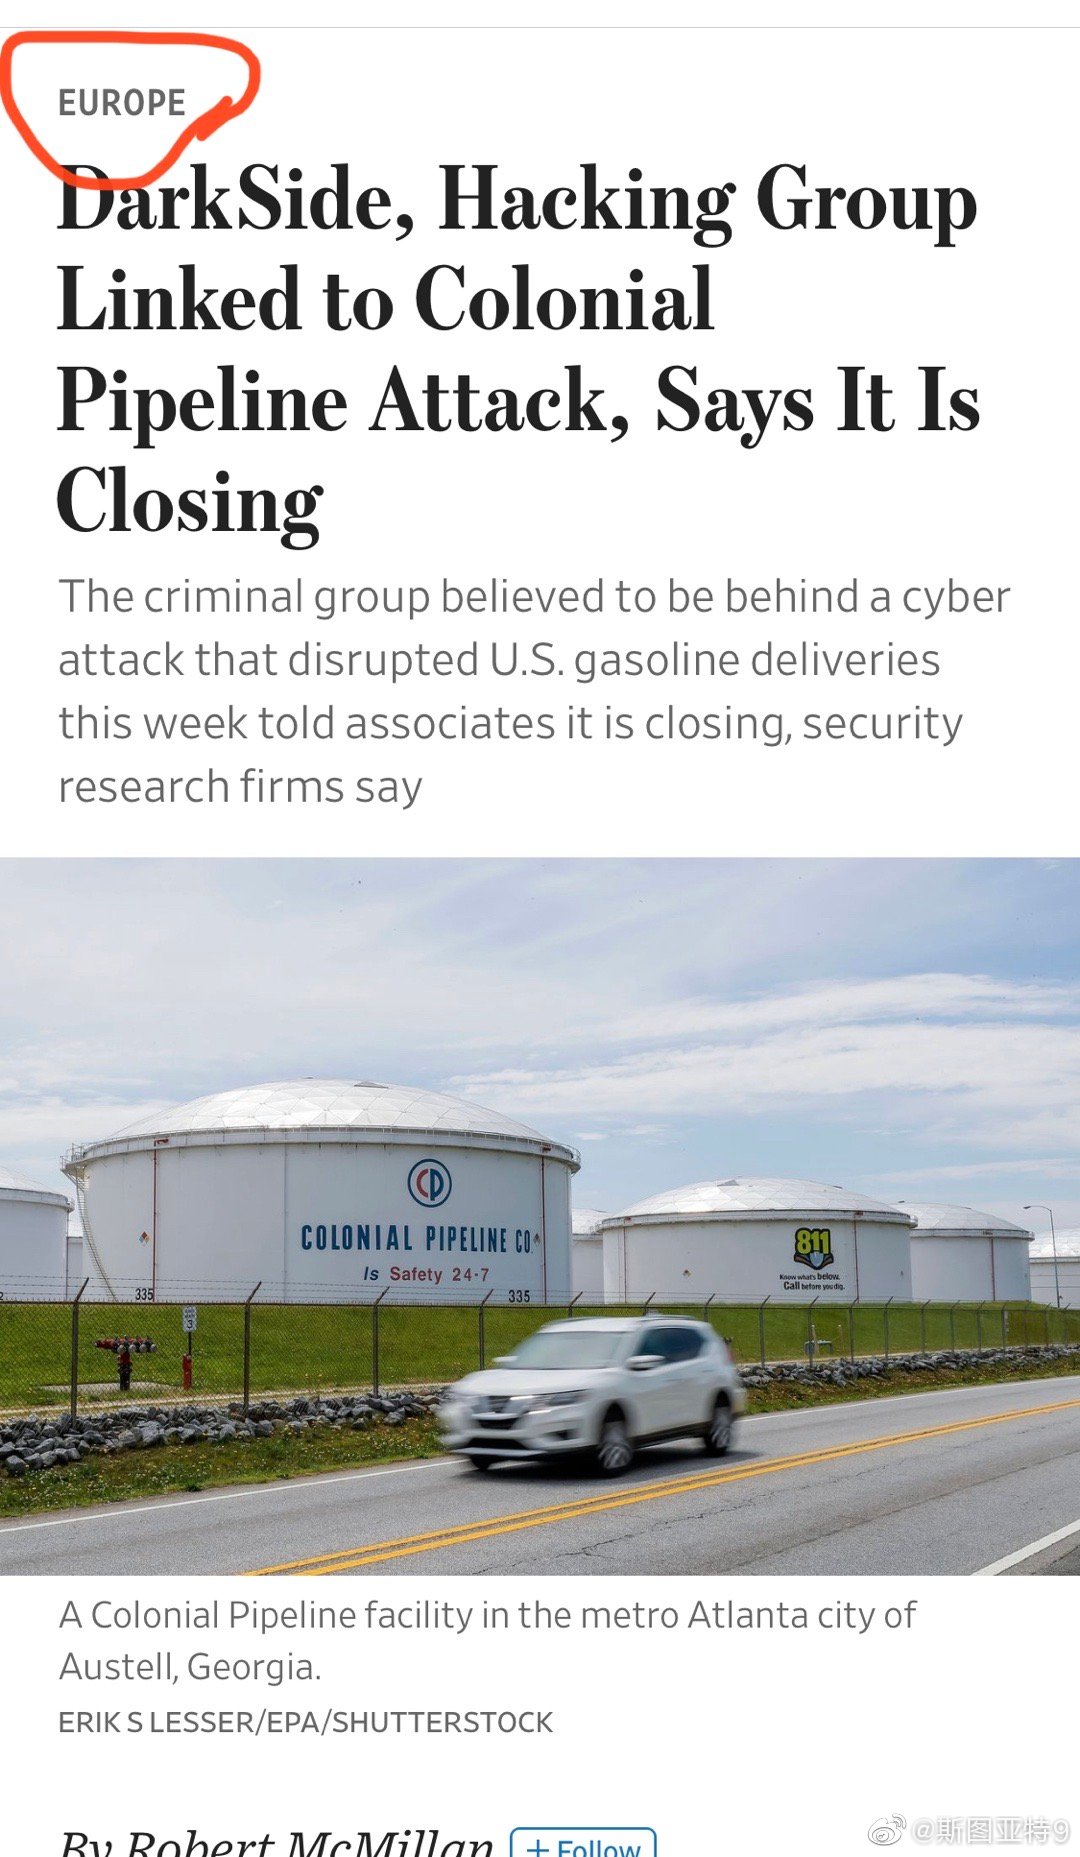 EUROPE
DarkSide, Hacking Group
Linked to Colonial
Pipeline Attack, Says It Is
Closing
The criminal group believed to be behind a cyber
attack that disrupted U.S. gasoline deliveries
this week told associates it is closing, security
research firms say
CP
COLONIAL PIPELINE CO.
Is Safety 24-7
335
335
811
Know what's below.
Call before you dig.
3
A Colonial Pipeline facility in the metro Atlanta city of
Austell, Georgia.
ERIK S LESSER/EPA/SHUTTERSTOCK
By Robert McMillan
+ Follow
@斯图亚特9